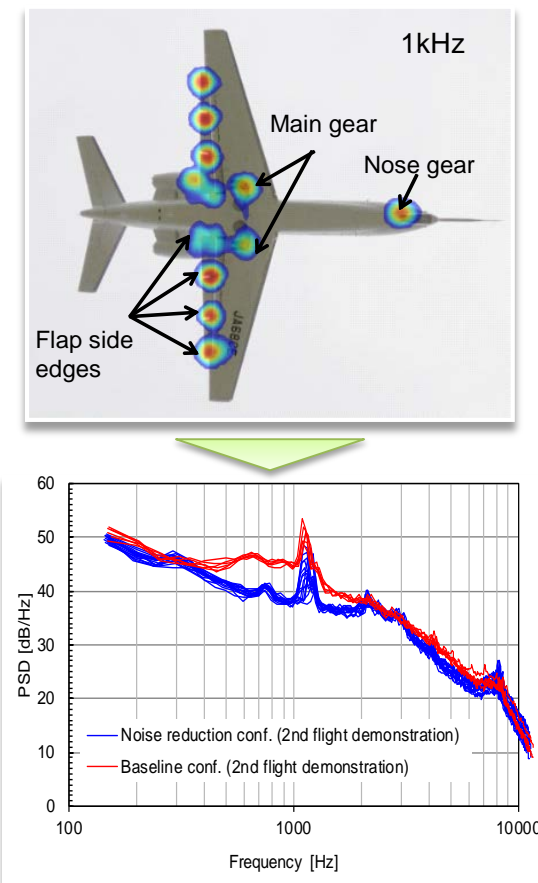 1kHz
Main gear
Nose gear
Flap side
edges
60
50
40
30
20
10
0
PSD [dB/Hz]
Noise reduction conf. (2nd flight demonstration)
Baseline conf. (2nd flight demonstration)
100
1000
10000
Frequency [Hz]